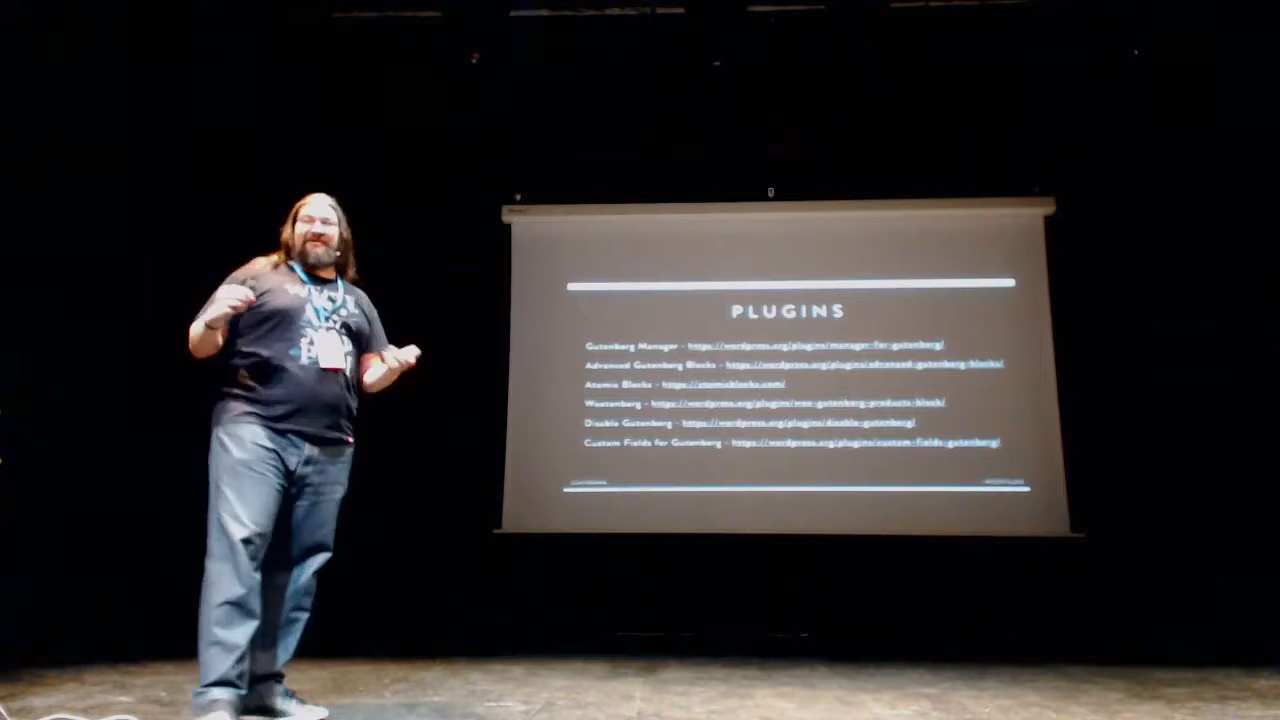 PLUGINS
Gutenberg Manager - https://wordpress.org/plugins/manager-for-gutenberg/
Advanced Gutenberg Blocks - https://wordpress.org/plugins/advanced-gutenberg-blocks/
Atomic Blocks - https://atomicblocks.com/
Wootenberg - https://wordpress.org/plugins/woo-gutenberg-products-block/
Disable Gutenberg - https://wordpress.org/plugins/disable-gutenberg/
Custom Fields for Gutenberg - https://wordpress.org/plugins/custom-fields-gutenberg/